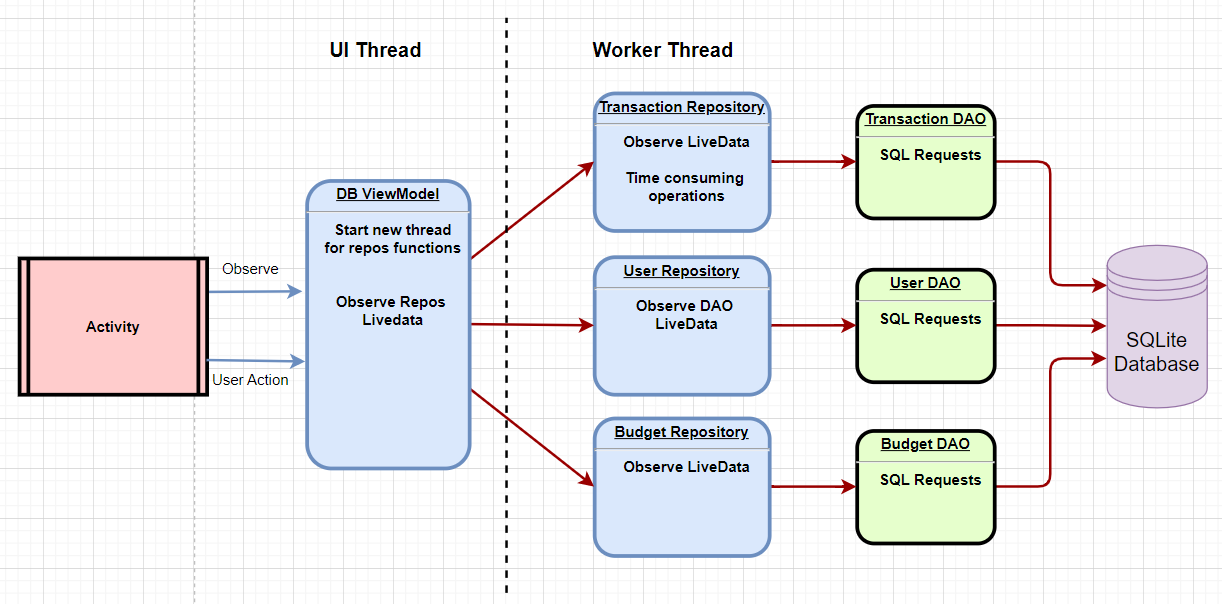 UI Thread
Worker Thread
Activity
Observe
User Action
DB ViewModel
Start new thread
for repos functions
Observe Repos
Livedata
Transaction Repository
Observe LiveData
Time consuming
operations
User Repository
Observe DAO
LiveData
Budget Repository
Observe LiveData
Transaction DAO
SQL Requests
User DAO
SQL Requests
Budget DAO
SQL Requests
SQLite
Database